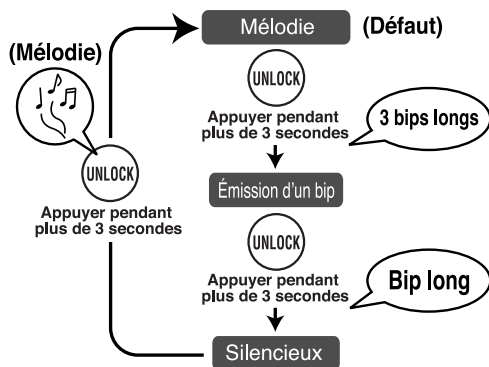 Mélodie (Défaut)
(Mélodie)
UNLOCK
Appuyer pendant
plus de 3 secondes
3 bips longs
UNLOCK
Appuyer pendant
plus de 3 secondes
Émission d'un bip
UNLOCK
Appuyer pendant
plus de 3 secondes
Bip long
Silencieux